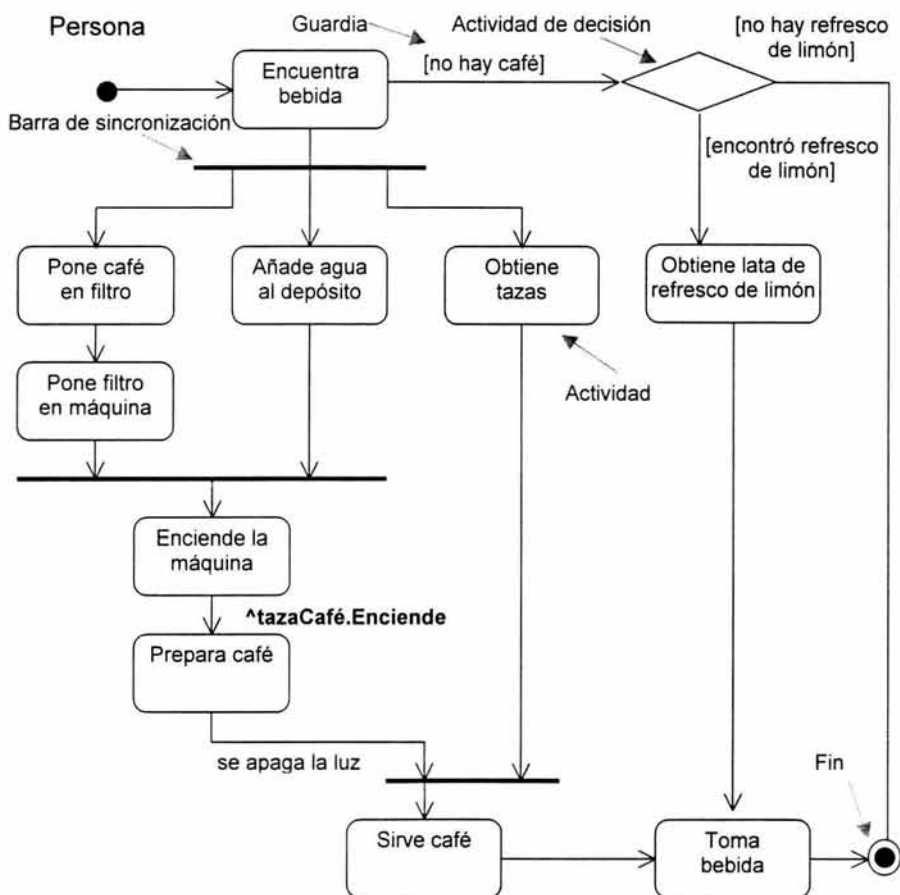 Persona
Guardia
Actividad de decisión
[no hay refresco
de limón]
Encuentra
bebida
[no hay café]
Barra de sincronización
[encontró refresco
de limón]
Pone café
en filtro
Añade agua
al depósito
Obtiene
tazas
Obtiene lata de
refresco de limón
Pone filtro
en máquina
Actividad
Enciende la
máquina
^tazaCafé.Enciende
Prepara café
se apaga la luz
Fin
Sirve café
Toma
bebida